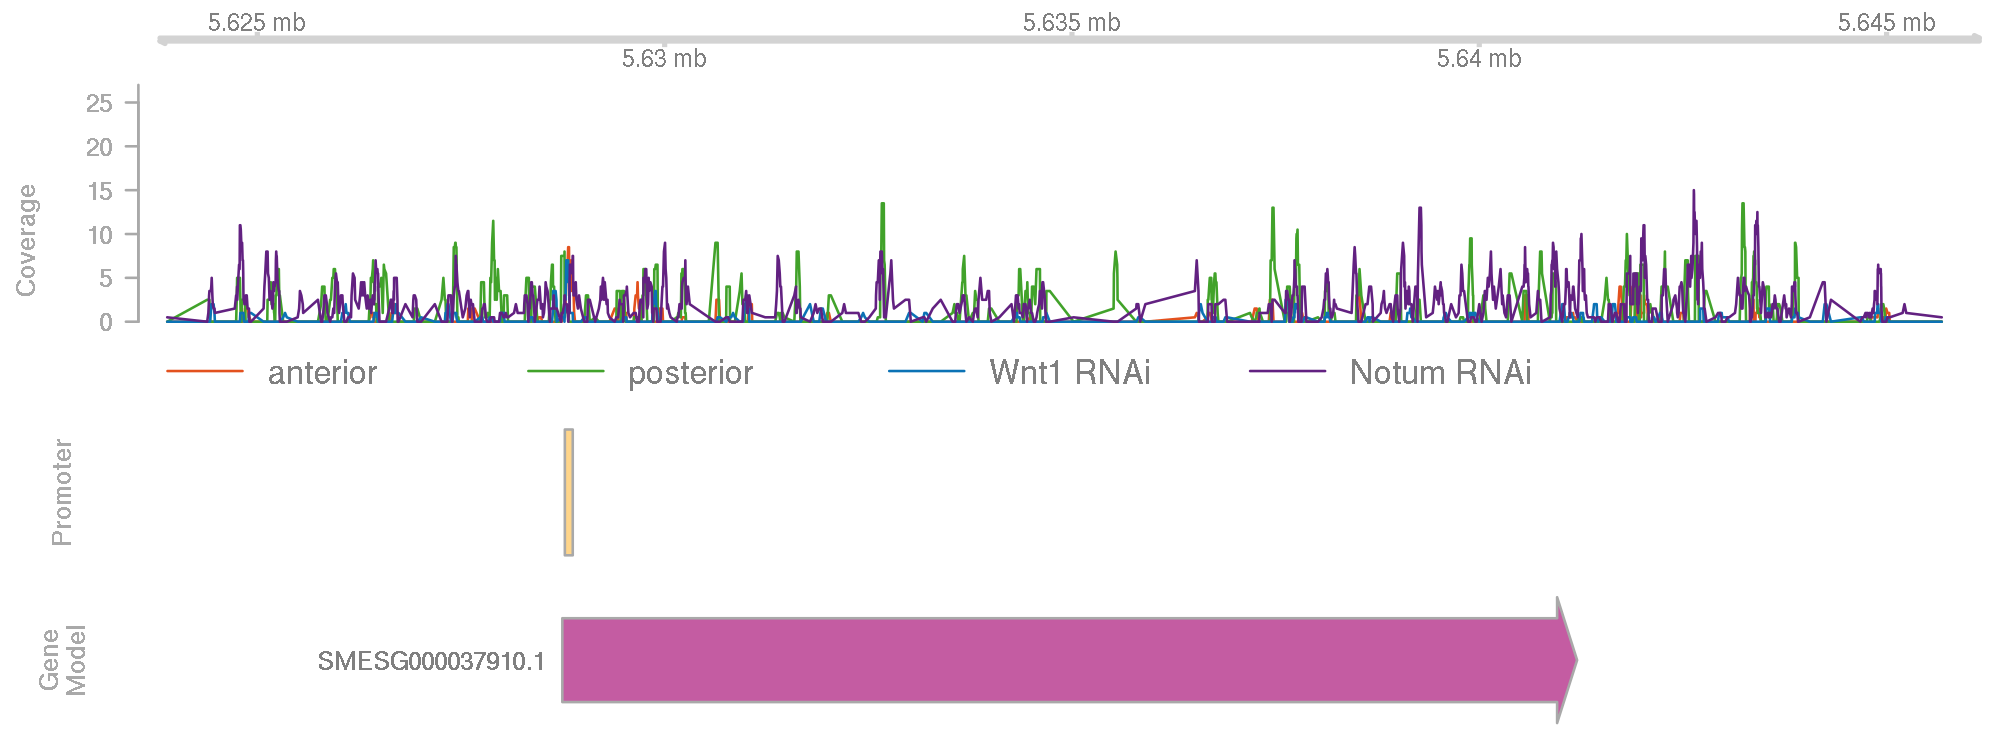 5.625 mb 5.635 mb 5.645 mb
5.63 mb 5.64 mb
25
20
15
10
5
0
Coverage
anterior posterior Wnt1 RNAi Notum RNAi
Promoter
Gene
Model
SMESG000037910.1